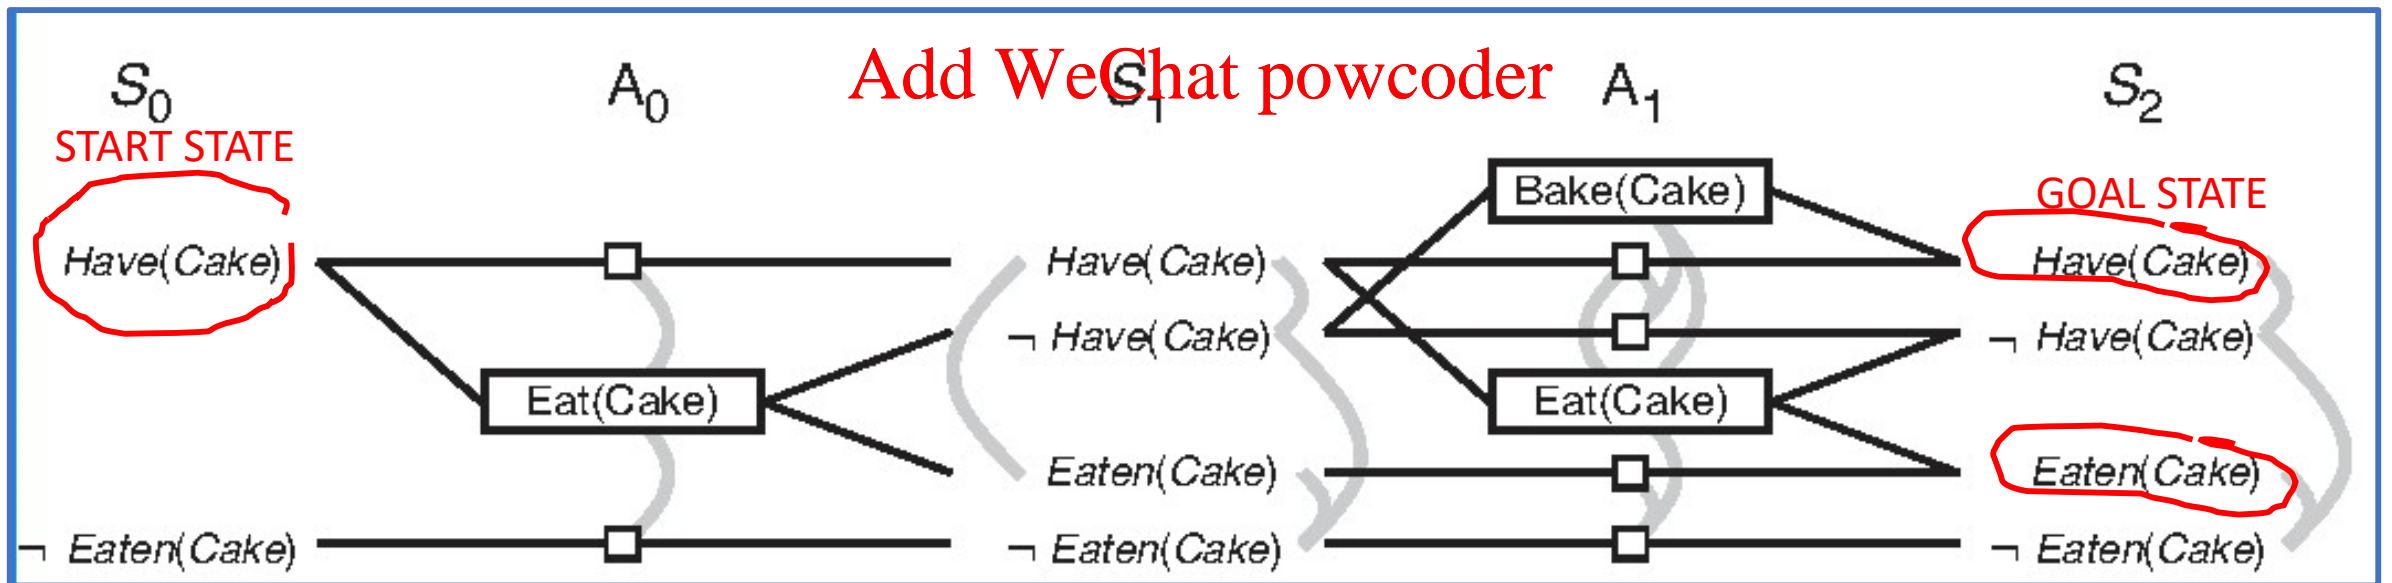 S0 A0 S1 A1 S2
Add WeChat powcoder
START STATE
GOAL STATE
Bake(Cake)
Have(Cake) Have(Cake) Have(Cake)
¬ Have(Cake) ¬ Have(Cake)
Eat(Cake) Eat(Cake)
Eaten(Cake) Eaten(Cake)
¬ Eaten(Cake) ¬ Eaten(Cake) ¬ Eaten(Cake)